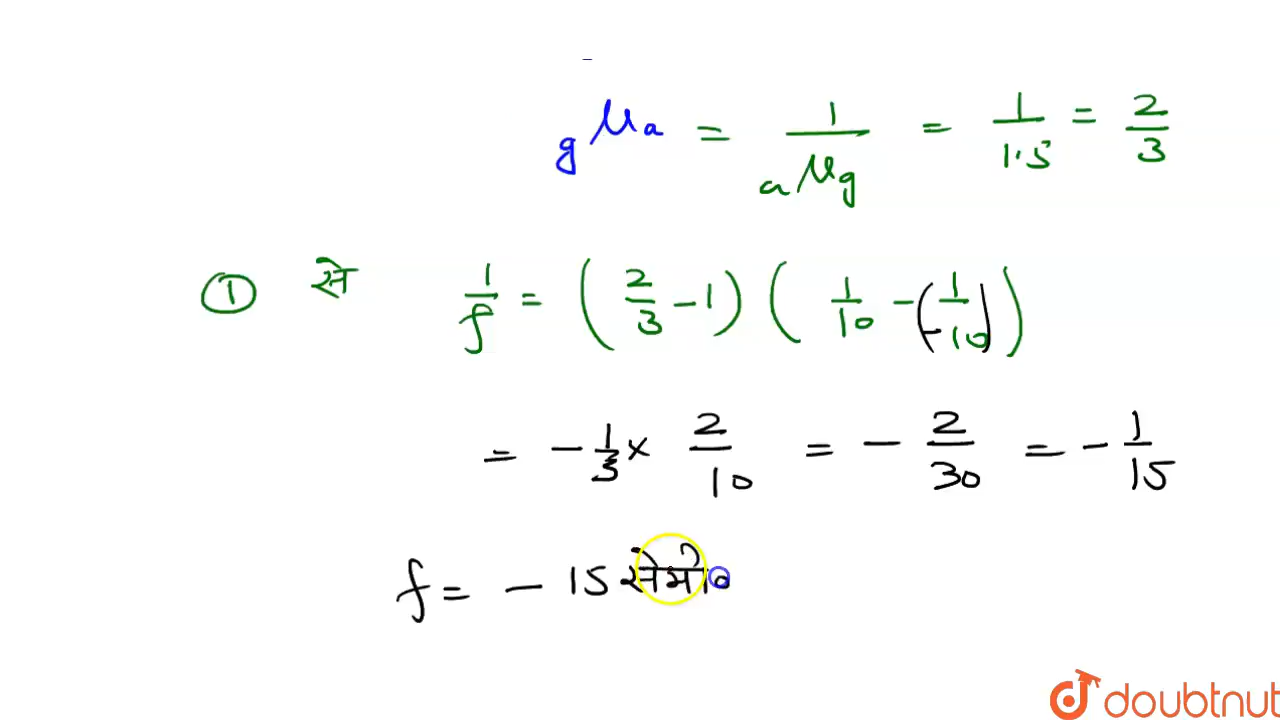 gμa = 1/aμg = 1/1.5 = 2/3
① से 1/f = (2/3 - 1) (1/10 - (1/-10))
= - 1/3 × 2/10 = - 2/30 = - 1/15
f = - 15 सेमी०
doubtnut